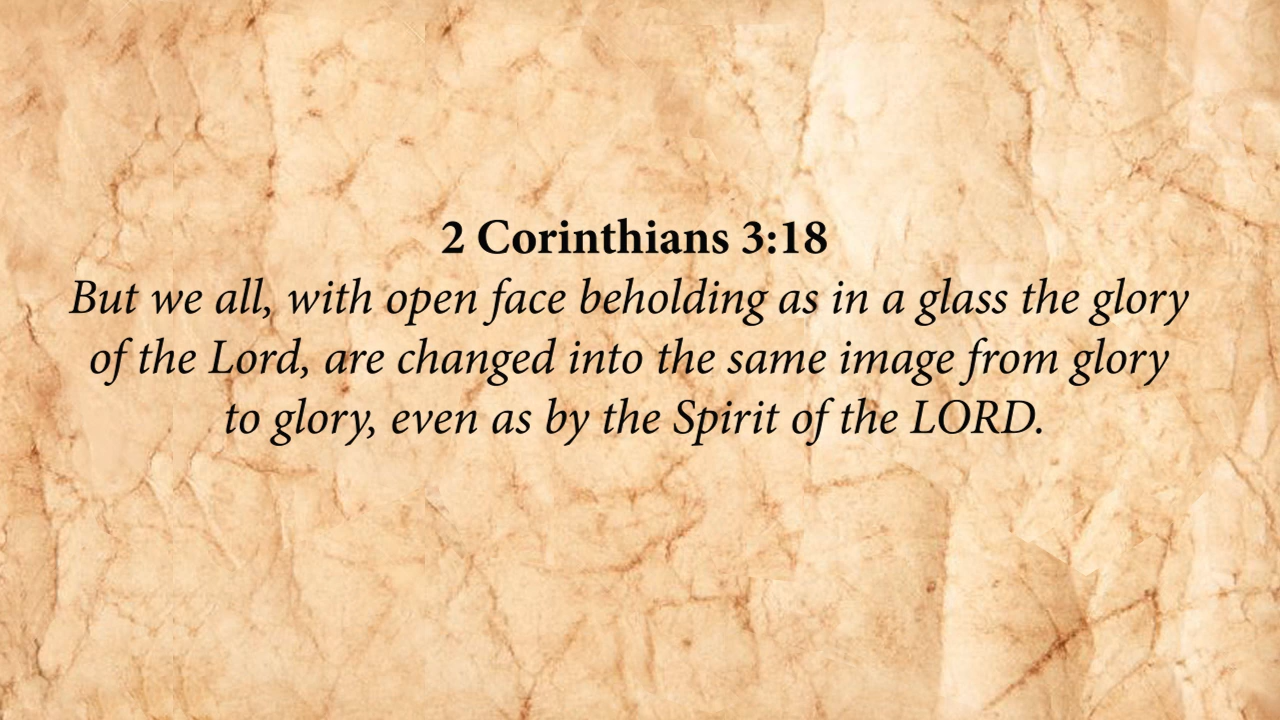 2 Corinthians 3:18
But we all, with open face beholding as in a glass the glory
of the Lord, are changed into the same image from glory
to glory, even as by the Spirit of the LORD.